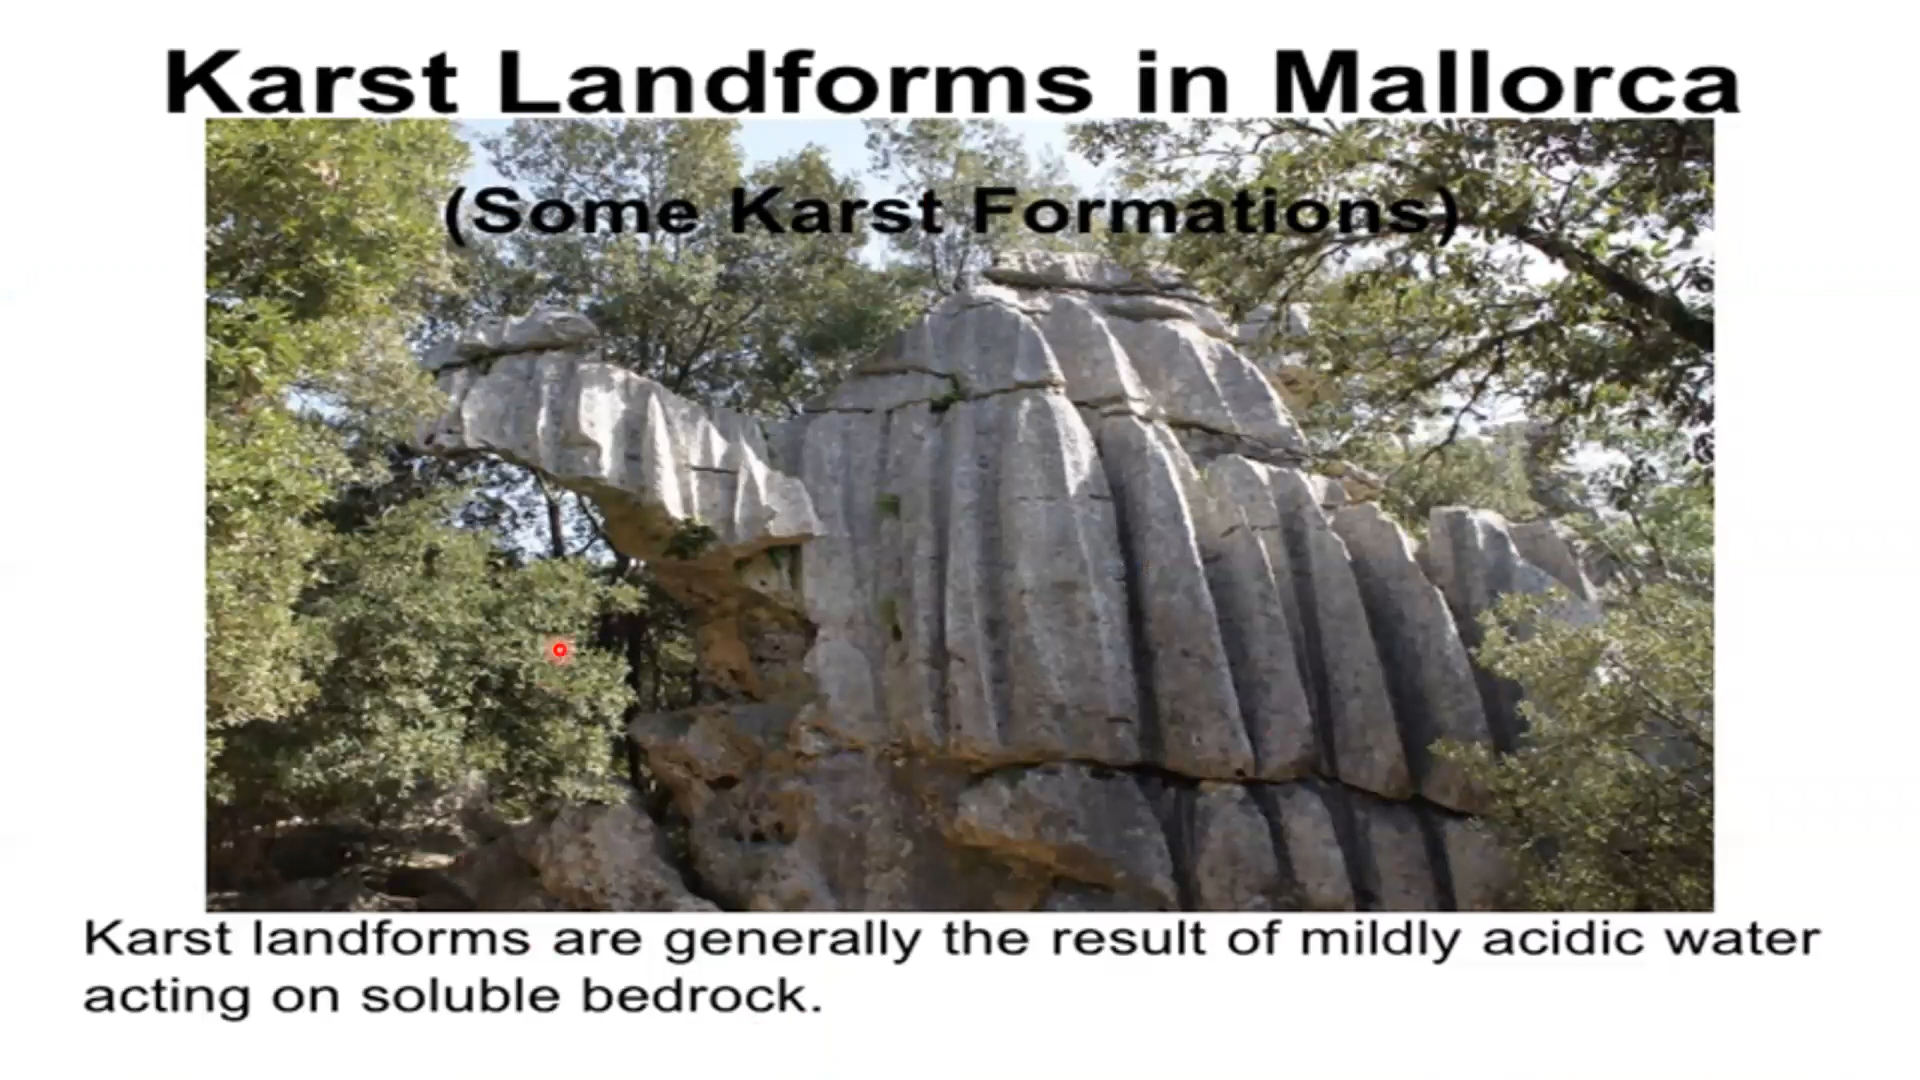 Karst Landforms in Mallorca
(Some Karst Formations)
Karst landforms are generally the result of mildly acidic water
acting on soluble bedrock.